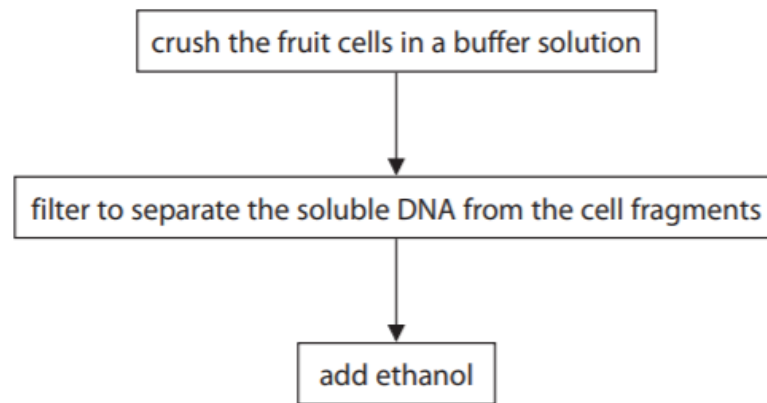 crush the fruit cells in a buffer solution
filter to separate the soluble DNA from the cell fragments
add ethanol